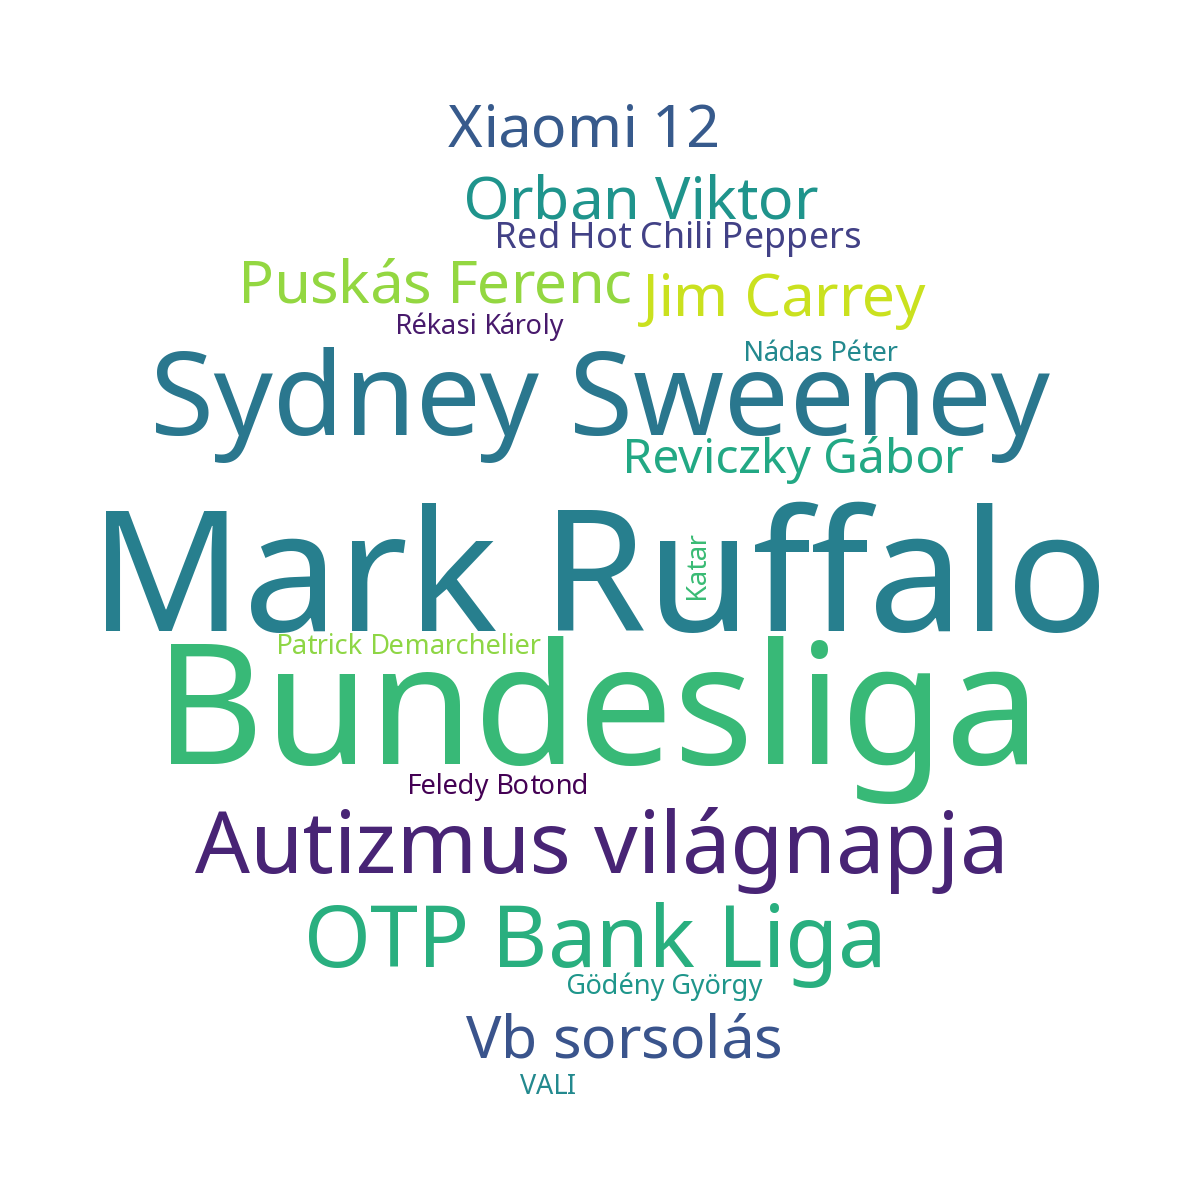 Xiaomi 12
Orban Viktor
Red Hot Chili Peppers
Puskás Ferenc
Jim Carrey
Rékasi Károly
Nádas Péter
Sydney Sweeney
Reviczky Gábor
Mark Ruffalo
Katar
Patrick Demarchelier
Bundesliga
Feledy Botond
Autizmus világnapja
OTP Bank Liga
Gödény György
Vb sorsolás
VALI